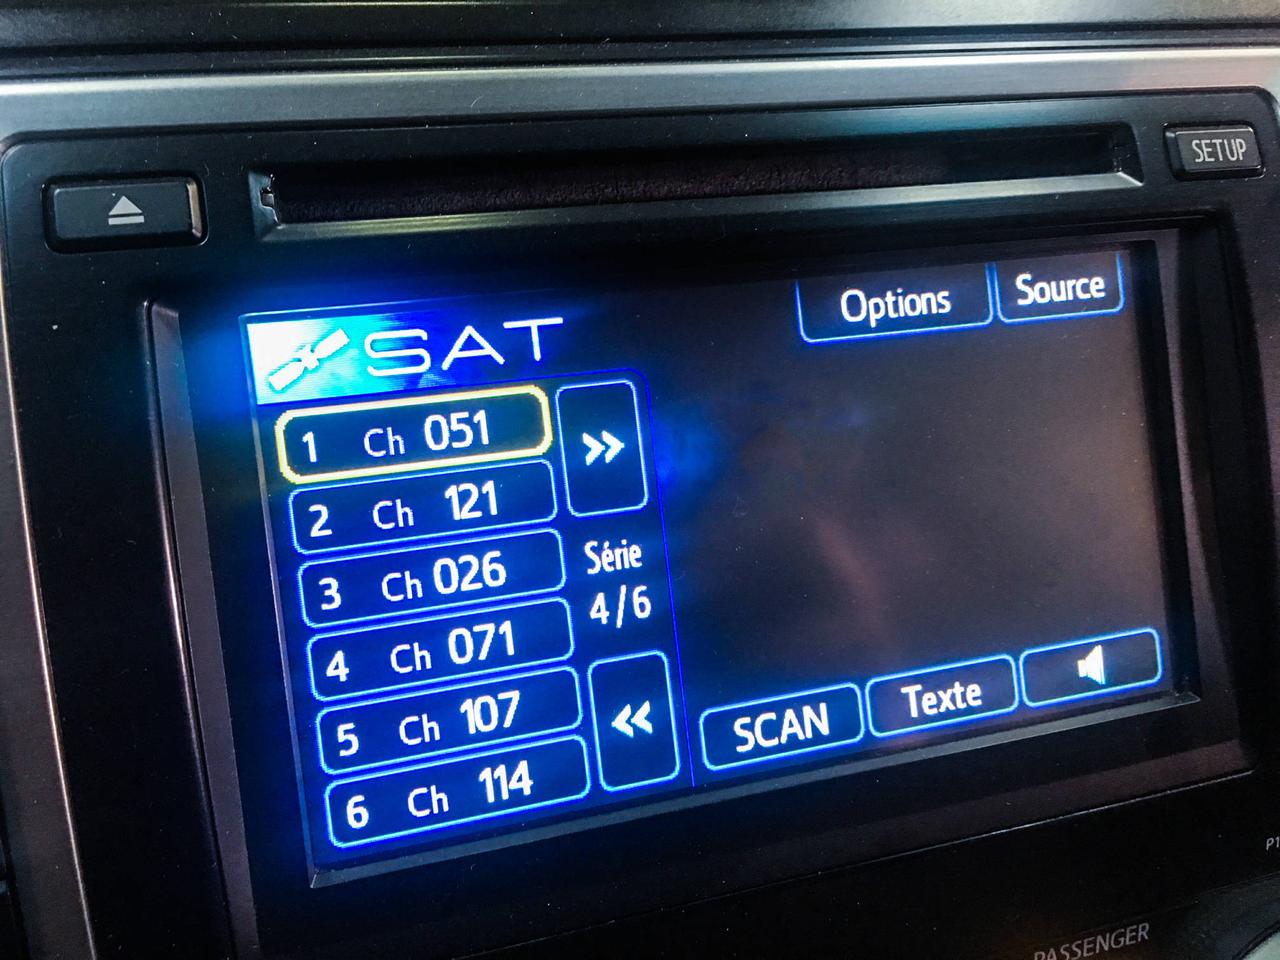 SETUP
Options
Source
SAT
1 Ch 051
2 Ch 121
3 Ch 026
4 Ch 071
5 Ch 107
6 Ch 114
»
Série
4/6
«
SCAN
Texte
PASSENGER